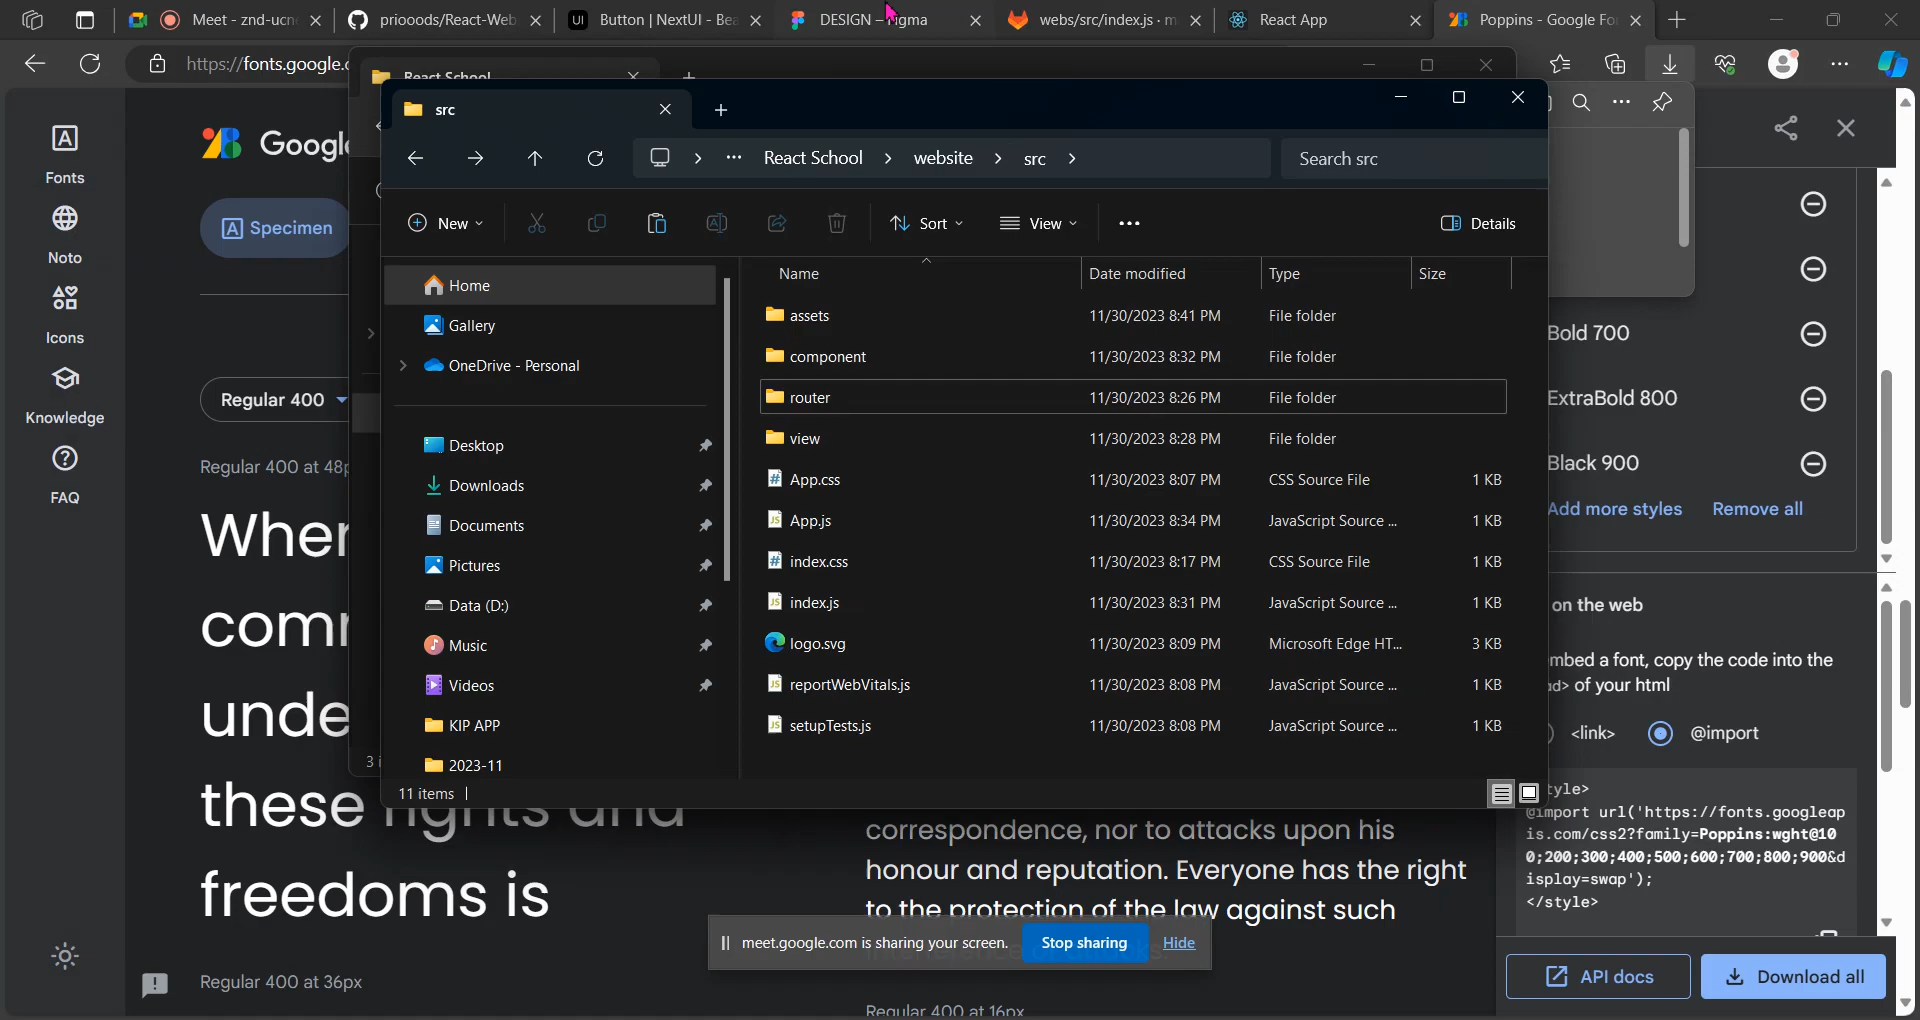 Meet - znd-ucn
priooods/React-Web
Button | NextUI - Be
DESIGN – Figma
webs/src/index.js · m
React App
Poppins - Google Fo
https://fonts.google.c
React School
src
React School
website
src
Search src
New
Sort
View
Details
Fonts
Noto
Icons
Knowledge
FAQ
Google
Specimen
Regular 400
Regular 400 at 48p
Home
Gallery
OneDrive - Personal
Desktop
Downloads
Documents
Pictures
Data (D:)
Music
Videos
KIP APP
2023-11
Name Date modified Type Size
assets 11/30/2023 8:41 PM File folder
component 11/30/2023 8:32 PM File folder
router 11/30/2023 8:26 PM File folder
view 11/30/2023 8:28 PM File folder
App.css 11/30/2023 8:07 PM CSS Source File 1 KB
App.js 11/30/2023 8:34 PM JavaScript Source ... 1 KB
index.css 11/30/2023 8:17 PM CSS Source File 1 KB
index.js 11/30/2023 8:31 PM JavaScript Source ... 1 KB
logo.svg 11/30/2023 8:09 PM Microsoft Edge HT... 3 KB
reportWebVitals.js 11/30/2023 8:08 PM JavaScript Source ... 1 KB
setupTests.js 11/30/2023 8:08 PM JavaScript Source ... 1 KB
11 items
3 i
Wher
com
unde
these rights and
freedoms is
Regular 400 at 36px
correspondence, nor to attacks upon his
honour and reputation. Everyone has the right
to the protection of the law against such
Regular 400 at 16px
meet.google.com is sharing your screen.
Stop sharing
Hide
Bold 700
ExtraBold 800
Black 900
Add more styles
Remove all
on the web
mbed a font, copy the code into the
ad> of your html
<link>
@import
tyle>
@import url('https://fonts.googleap
is.com/css2?family=Poppins:wght@10
0;200;300;400;500;600;700;800;900&d
isplay=swap');
</style>
API docs
Download all